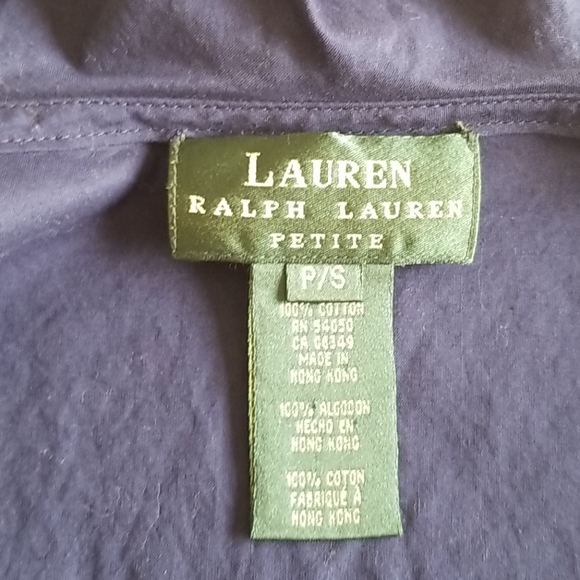 LAUREN
RALPH LAUREN
PETITE
P/S
100% COTTON
RN 54050
CA 08349
MADE IN
HONG KONG
100% ALGODON
HECHO EN
HONG KONG
100% COTON
FABRIQUÉ À
HONG KONG